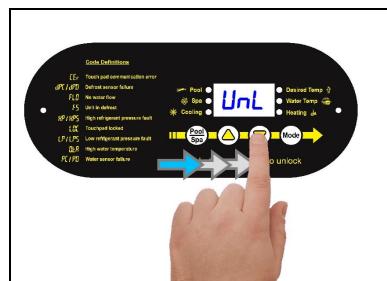 Code Definitions
CEr Touch pad communication error
dPC / dPD Defrost sensor failure
FLO No water flow
FS Unit in defrost
HP / HPS High refrigerant pressure fault
LOC Touchpad locked
LP / LPS Low refrigerant pressure fault
High water temperature
PC / PD Water sensor failure
Pool
Spa
Cooling
UnL
Desired Temp
Water Temp
Heating
Pool
Spa
Mode
o unlock